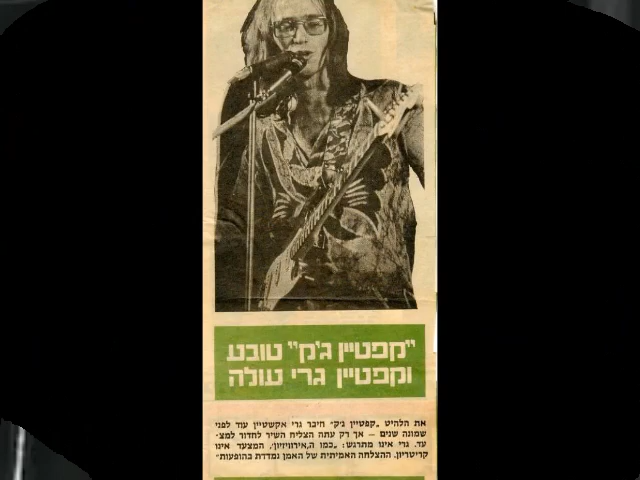 "קפטיין ג'ק" טובע
וקפטיין גרי עולה
את הלהיט „קפטיין ג'ק" חיבר גרי אקשטיין עוד לפני
שמונה שנים — אך רק עתה הצליח השיר לחדור למצ־
עד. גרי אינו מתרגש: „כמו ה,אירוויזיון', המצעד אינו
קריטריון. ההצלחה האמיתית של האמן נמדדת בהופעות"